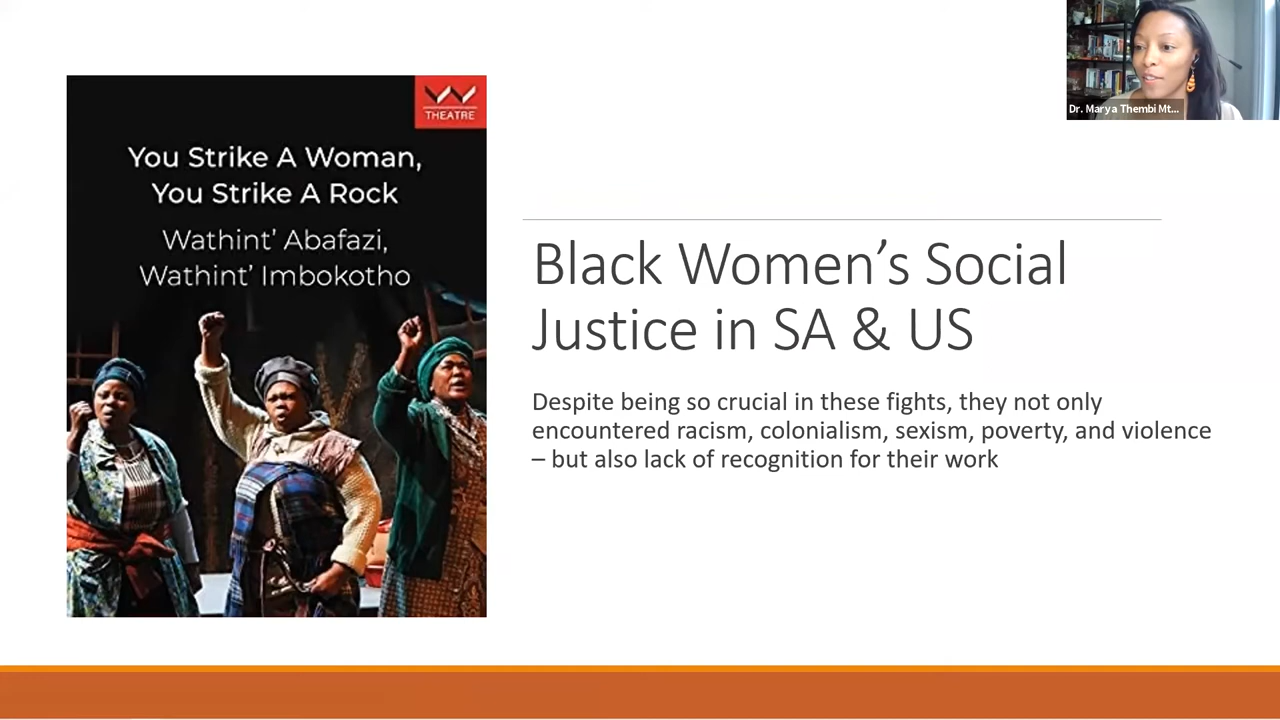 THEATRE
You Strike A Woman,
You Strike A Rock
Wathint’ Abafazi,
Wathint’ Imbokotho
Black Women’s Social
Justice in SA & US
Despite being so crucial in these fights, they not only
encountered racism, colonialism, sexism, poverty, and violence
– but also lack of recognition for their work
Dr. Marya Thembi Mt...